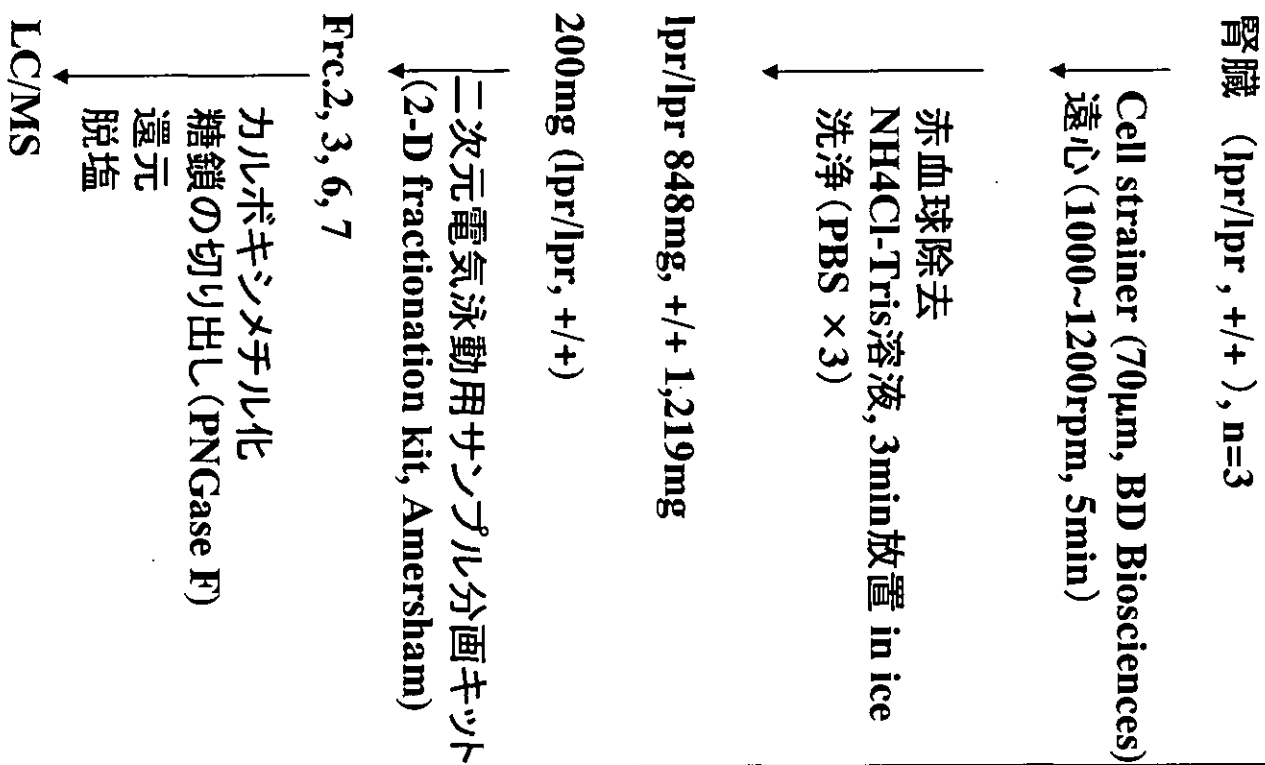 腎臓 (lpr/lpr , +/+ ), n=3
Cell strainer (70μm, BD Biosciences)
遠心(1000~1200rpm, 5min)
赤血球除去
NH4Cl-Tris溶液, 3min放置 in ice
洗浄(PBS ×3)
lpr/lpr 848mg, +/+ 1,219mg
200mg (lpr/lpr, +/+)
二次元電気泳動用サンプル分画キット
(2-D fractionation kit, Amersham)
Frc.2, 3, 6, 7
カルボキシメチル化
糖鎖の切り出し(PNGase F)
還元
脱塩
LC/MS